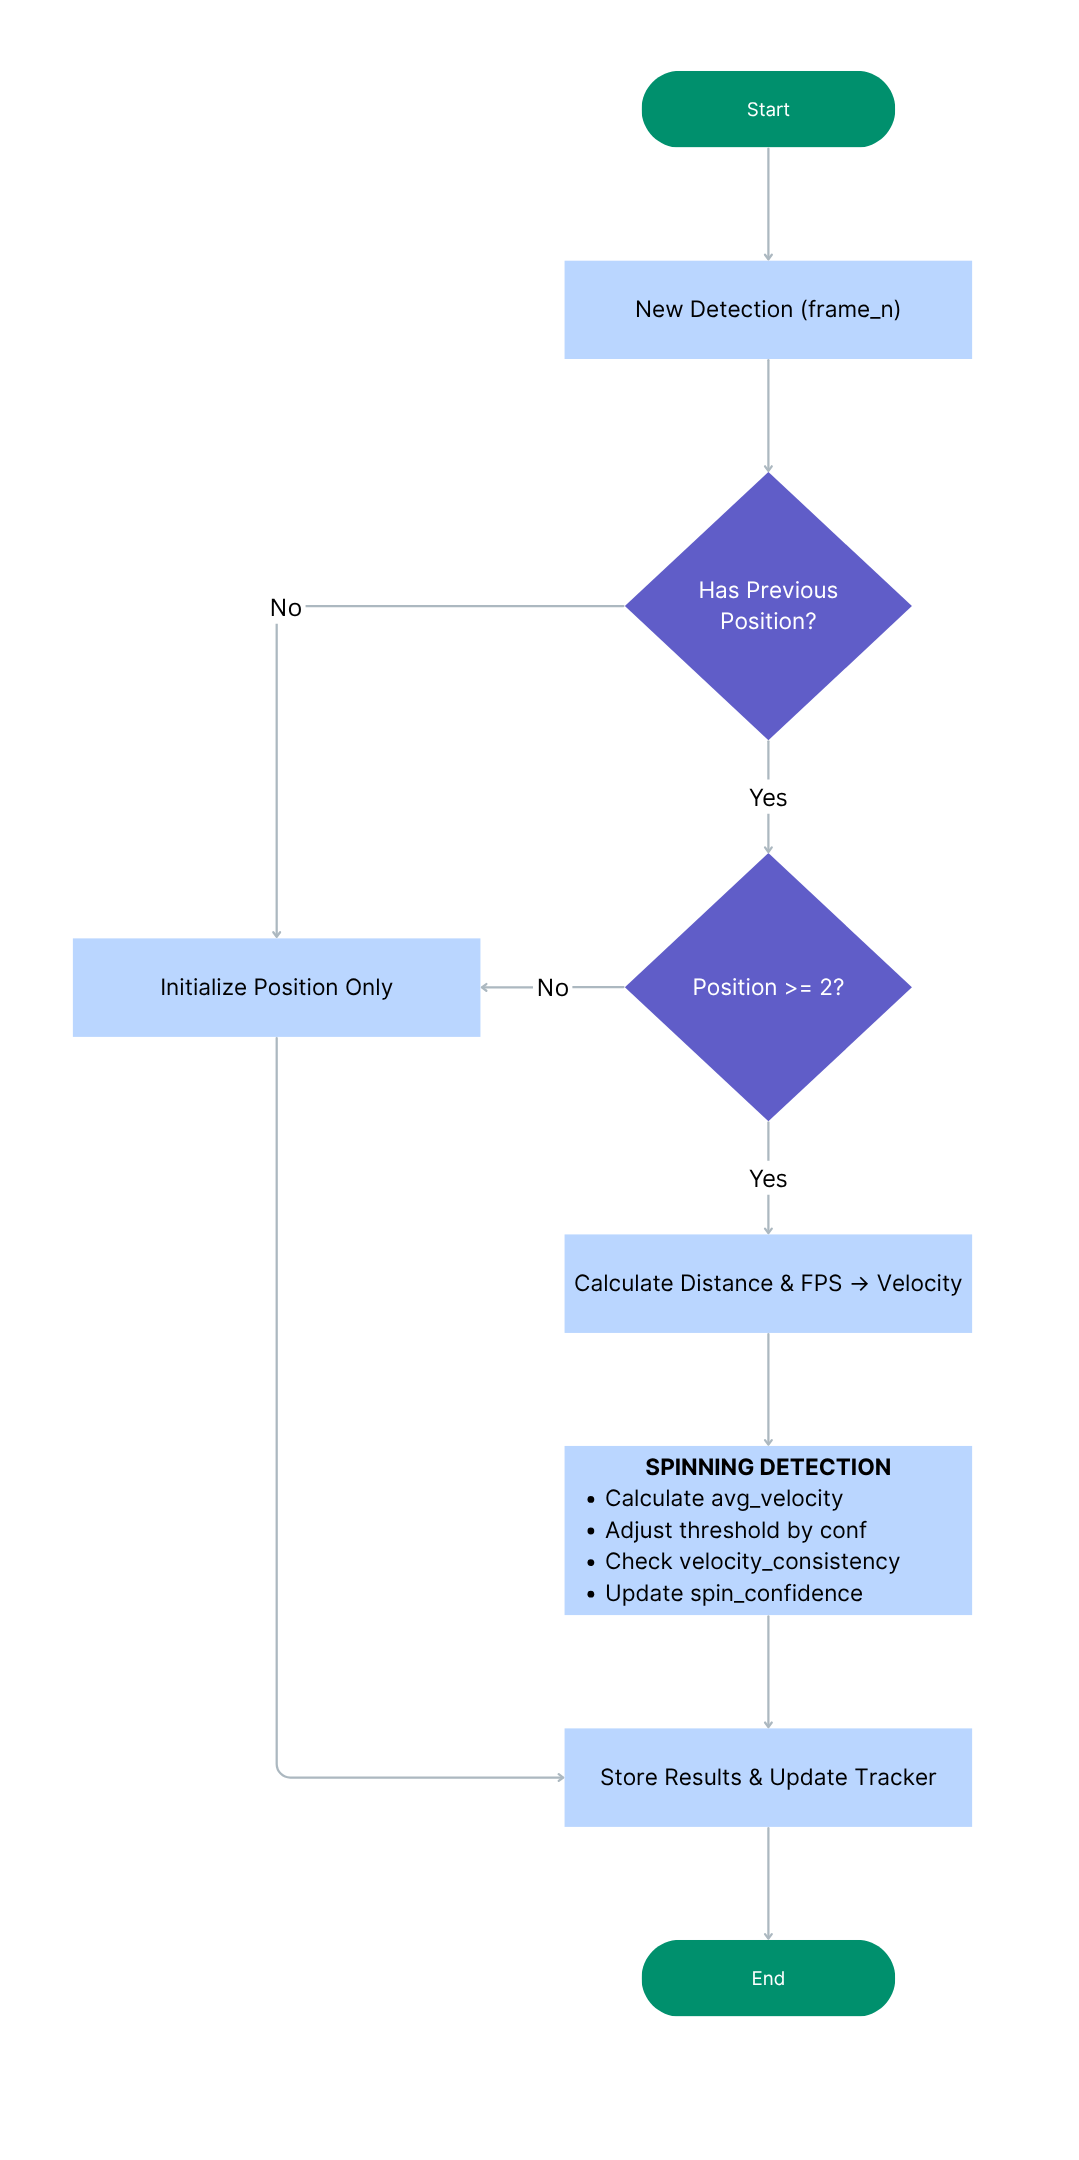 Start
New Detection (frame_n)
Has Previous
Position?
No
Yes
Initialize Position Only
No
Position >= 2?
Yes
Calculate Distance & FPS → Velocity
SPINNING DETECTION
• Calculate avg_velocity
• Adjust threshold by conf
• Check velocity_consistency
• Update spin_confidence
Store Results & Update Tracker
End